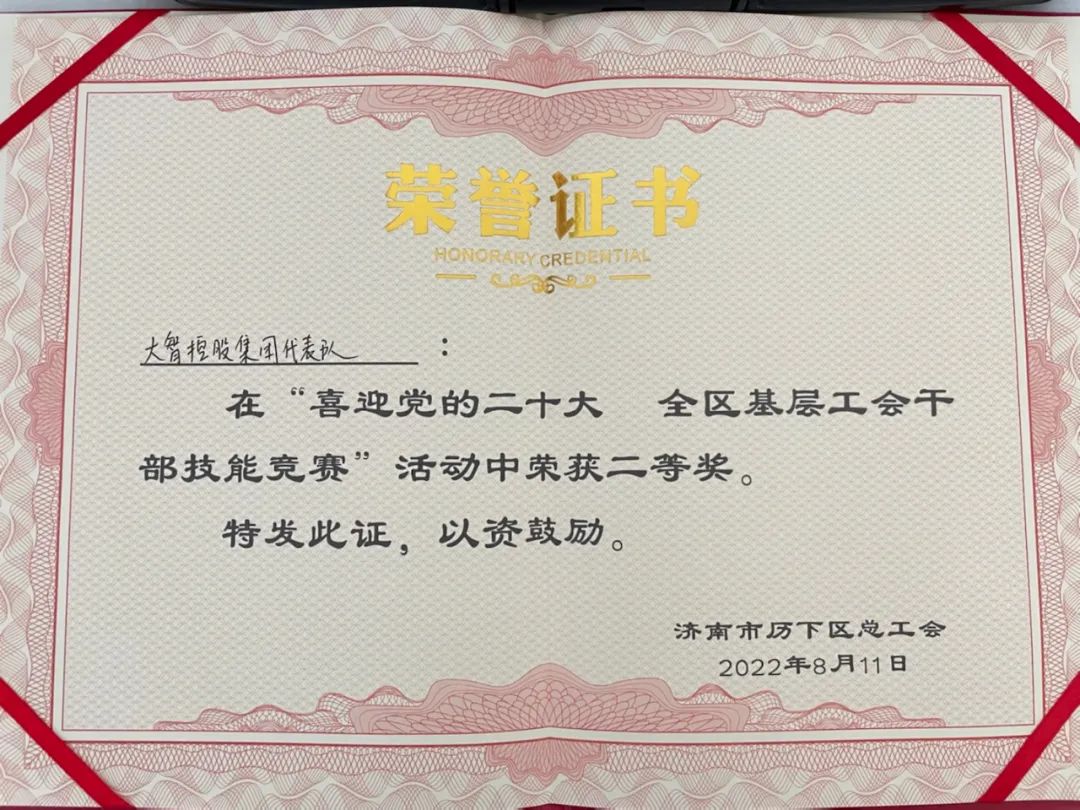 荣誉证书
HONORARY CREDENTIAL
大智控股集团代表队：
在“喜迎党的二十大 全区基层工会干
部技能竞赛”活动中荣获二等奖。
特发此证，以资鼓励。
济南市历下区总工会
2022年8月11日